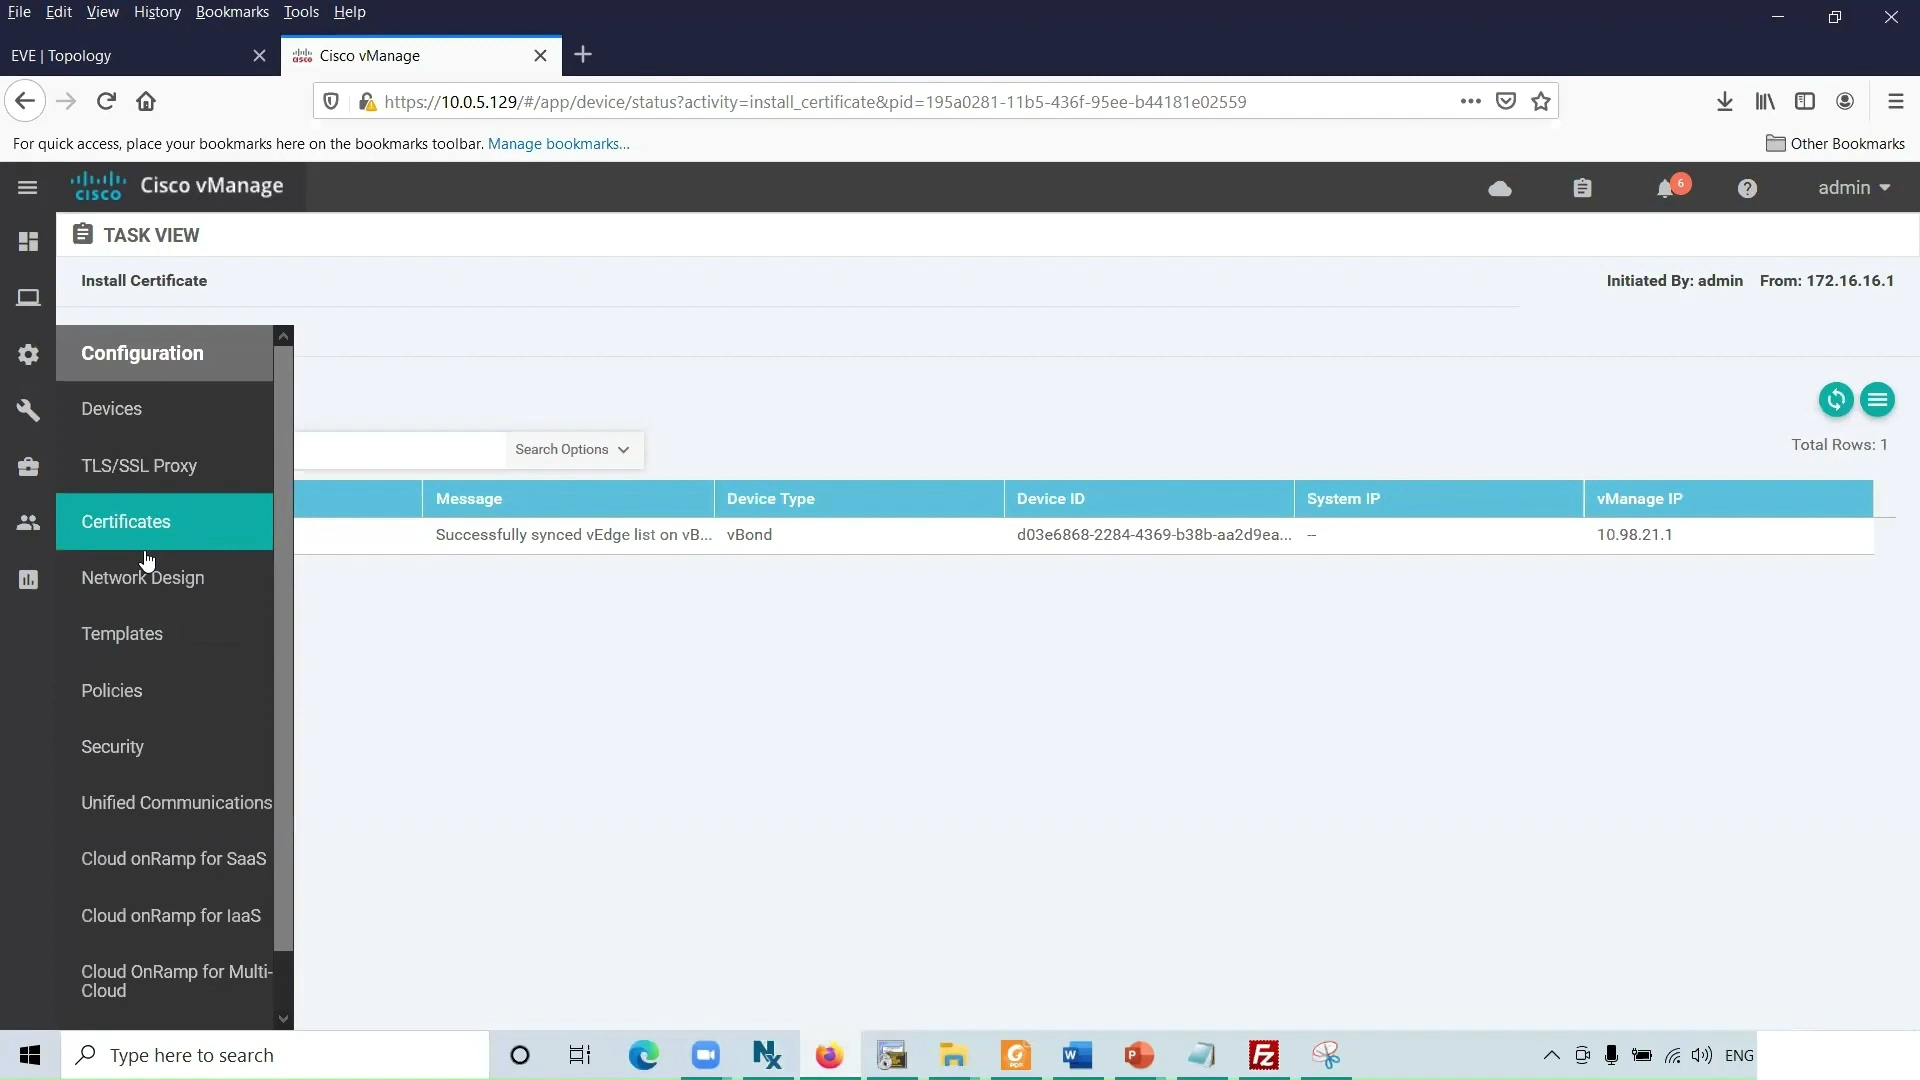 File Edit View History Bookmarks Tools Help
EVE | Topology
Cisco vManage
https://10.0.5.129/#/app/device/status?activity=install_certificate&pid=195a0281-11b5-436f-95ee-b44181e02559
For quick access, place your bookmarks here on the bookmarks toolbar. Manage bookmarks...
Other Bookmarks
cisco Cisco vManage
6
admin
TASK VIEW
Install Certificate
Initiated By: admin From: 172.16.16.1
Configuration
Devices
TLS/SSL Proxy
Certificates
Network Design
Templates
Policies
Security
Unified Communications
Cloud onRamp for SaaS
Cloud onRamp for IaaS
Cloud OnRamp for Multi-
Cloud
Search Options
Total Rows: 1
Message Device Type Device ID System IP vManage IP
Successfully synced vEdge list on vB... vBond d03e6868-2284-4369-b38b-aa2d9ea... -- 10.98.21.1
Type here to search
ENG